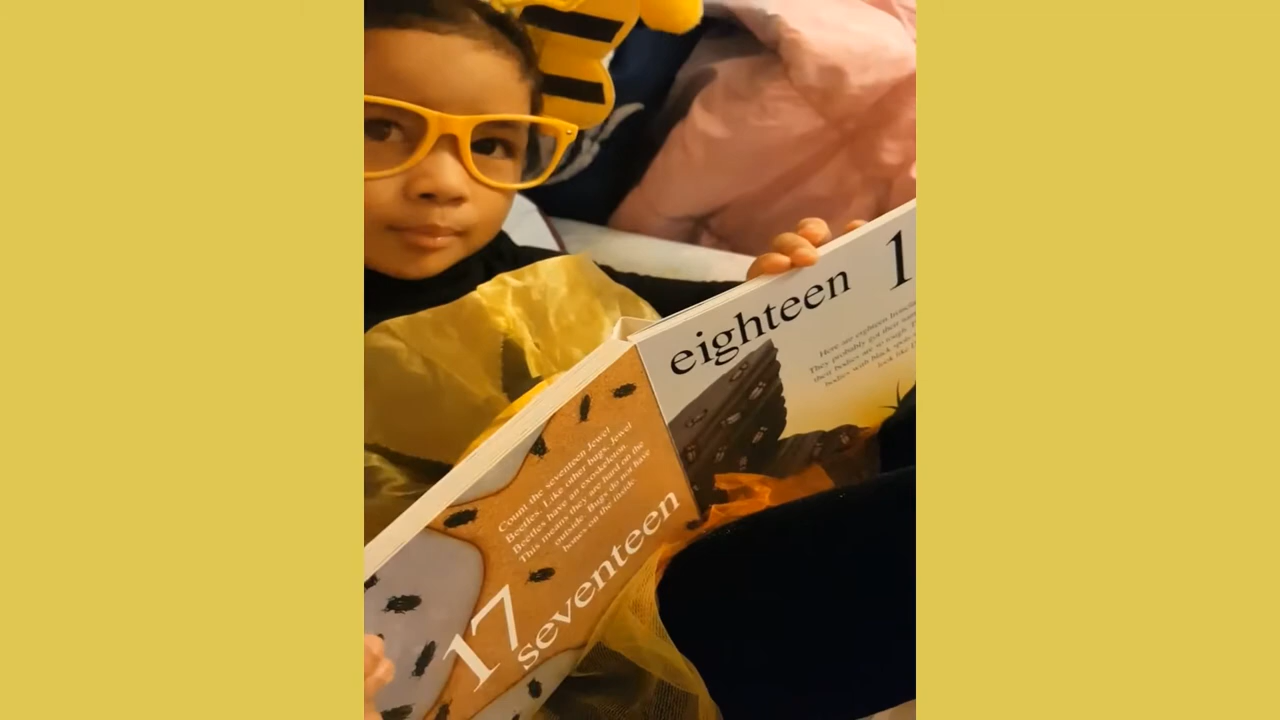 Count the seventeen Jewel
Beetles. Like other bugs, Jewel
Beetles have an exoskeleton.
This means they are hard on the
outside. Bugs do not have
bones on the inside.
17
seventeen
eighteen 1
Here are eighteen
They probably got their
their bodies are so tough.
bodies with black
look like